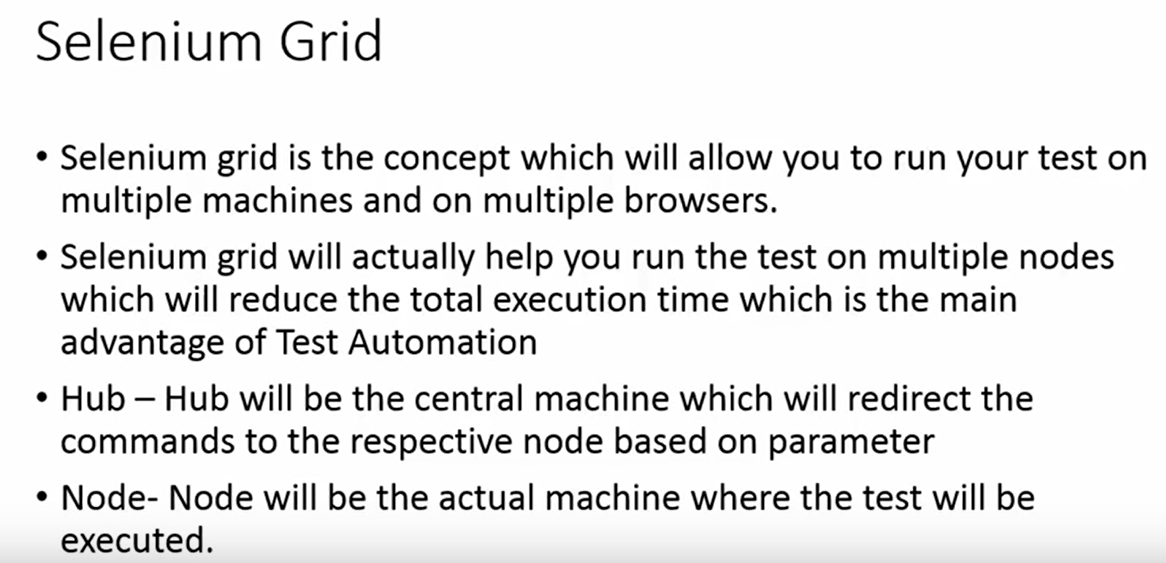 Selenium Grid
• Selenium grid is the concept which will allow you to run your test on
multiple machines and on multiple browsers.
• Selenium grid will actually help you run the test on multiple nodes
which will reduce the total execution time which is the main
advantage of Test Automation
• Hub – Hub will be the central machine which will redirect the
commands to the respective node based on parameter
• Node- Node will be the actual machine where the test will be
executed.